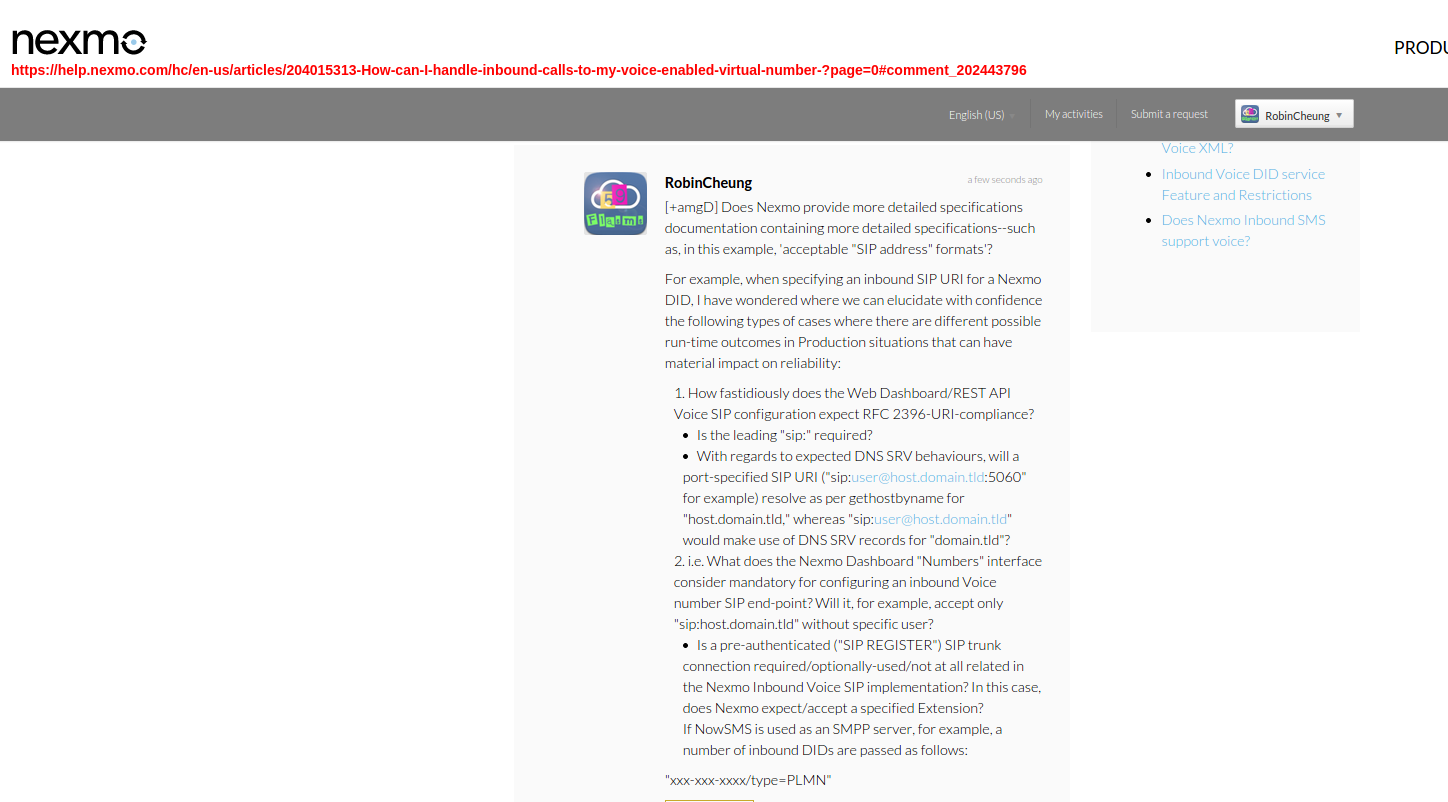 nexmo
PRODU
https://help.nexmo.com/hc/en-us/articles/204015313-How-can-I-handle-inbound-calls-to-my-voice-enabled-virtual-number-?page=0#comment_202443796
English (US)
My activities
Submit a request
RobinCheung
Voice XML?
Inbound Voice DID service
Feature and Restrictions
Does Nexmo Inbound SMS
support voice?
RobinCheung
a few seconds ago
[+amgD] Does Nexmo provide more detailed specifications
documentation containing more detailed specifications--such
as, in this example, 'acceptable "SIP address" formats'?
For example, when specifying an inbound SIP URI for a Nexmo
DID, I have wondered where we can elucidate with confidence
the following types of cases where there are different possible
run-time outcomes in Production situations that can have
material impact on reliability:
1. How fastidiously does the Web Dashboard/REST API
Voice SIP configuration expect RFC 2396-URI-compliance?
• Is the leading "sip:" required?
• With regards to expected DNS SRV behaviours, will a
port-specified SIP URI ("sip:user@host.domain.tld:5060"
for example) resolve as per gethostbyname for
"host.domain.tld," whereas "sip:user@host.domain.tld"
would make use of DNS SRV records for "domain.tld"?
2. i.e. What does the Nexmo Dashboard "Numbers" interface
consider mandatory for configuring an inbound Voice
number SIP end-point? Will it, for example, accept only
"sip:host.domain.tld" without specific user?
• Is a pre-authenticated ("SIP REGISTER") SIP trunk
connection required/optionally-used/not at all related in
the Nexmo Inbound Voice SIP implementation? In this case,
does Nexmo expect/accept a specified Extension?
If NowSMS is used as an SMPP server, for example, a
number of inbound DIDs are passed as follows:
"xxx-xxx-xxxx/type=PLMN"